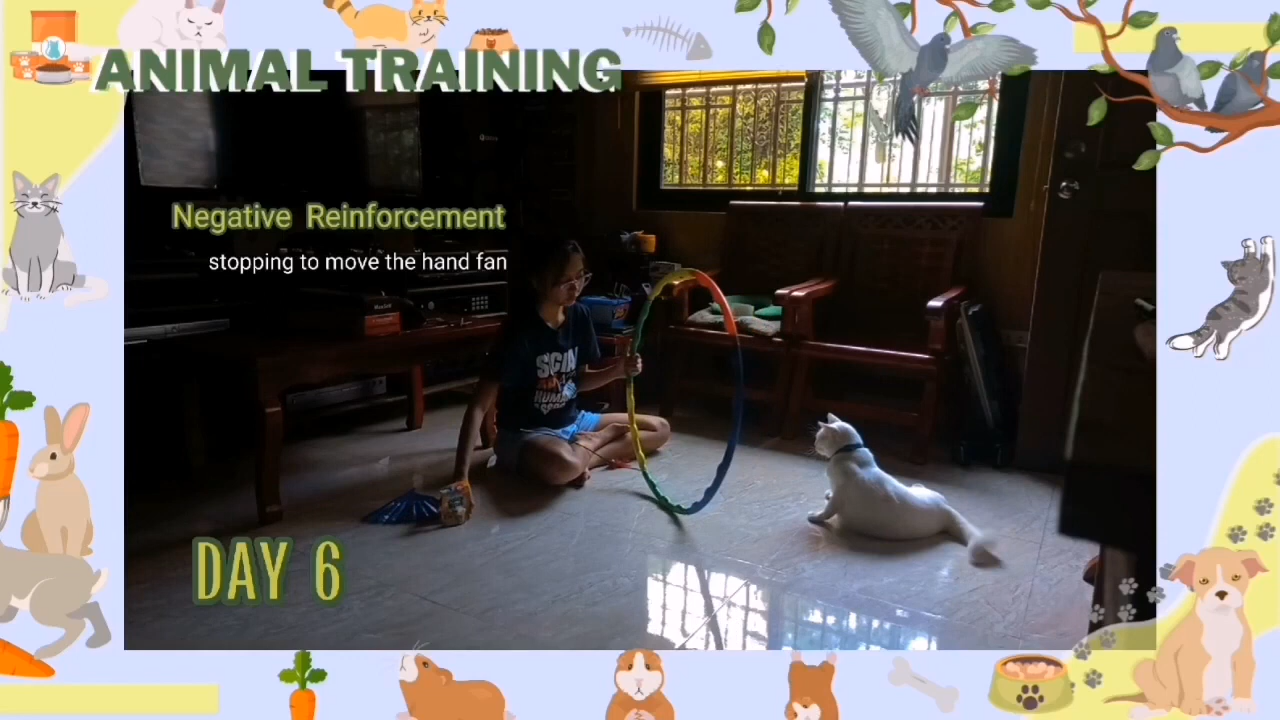 ANIMAL TRAINING
Negative Reinforcement
stopping to move the hand fan
DAY 6